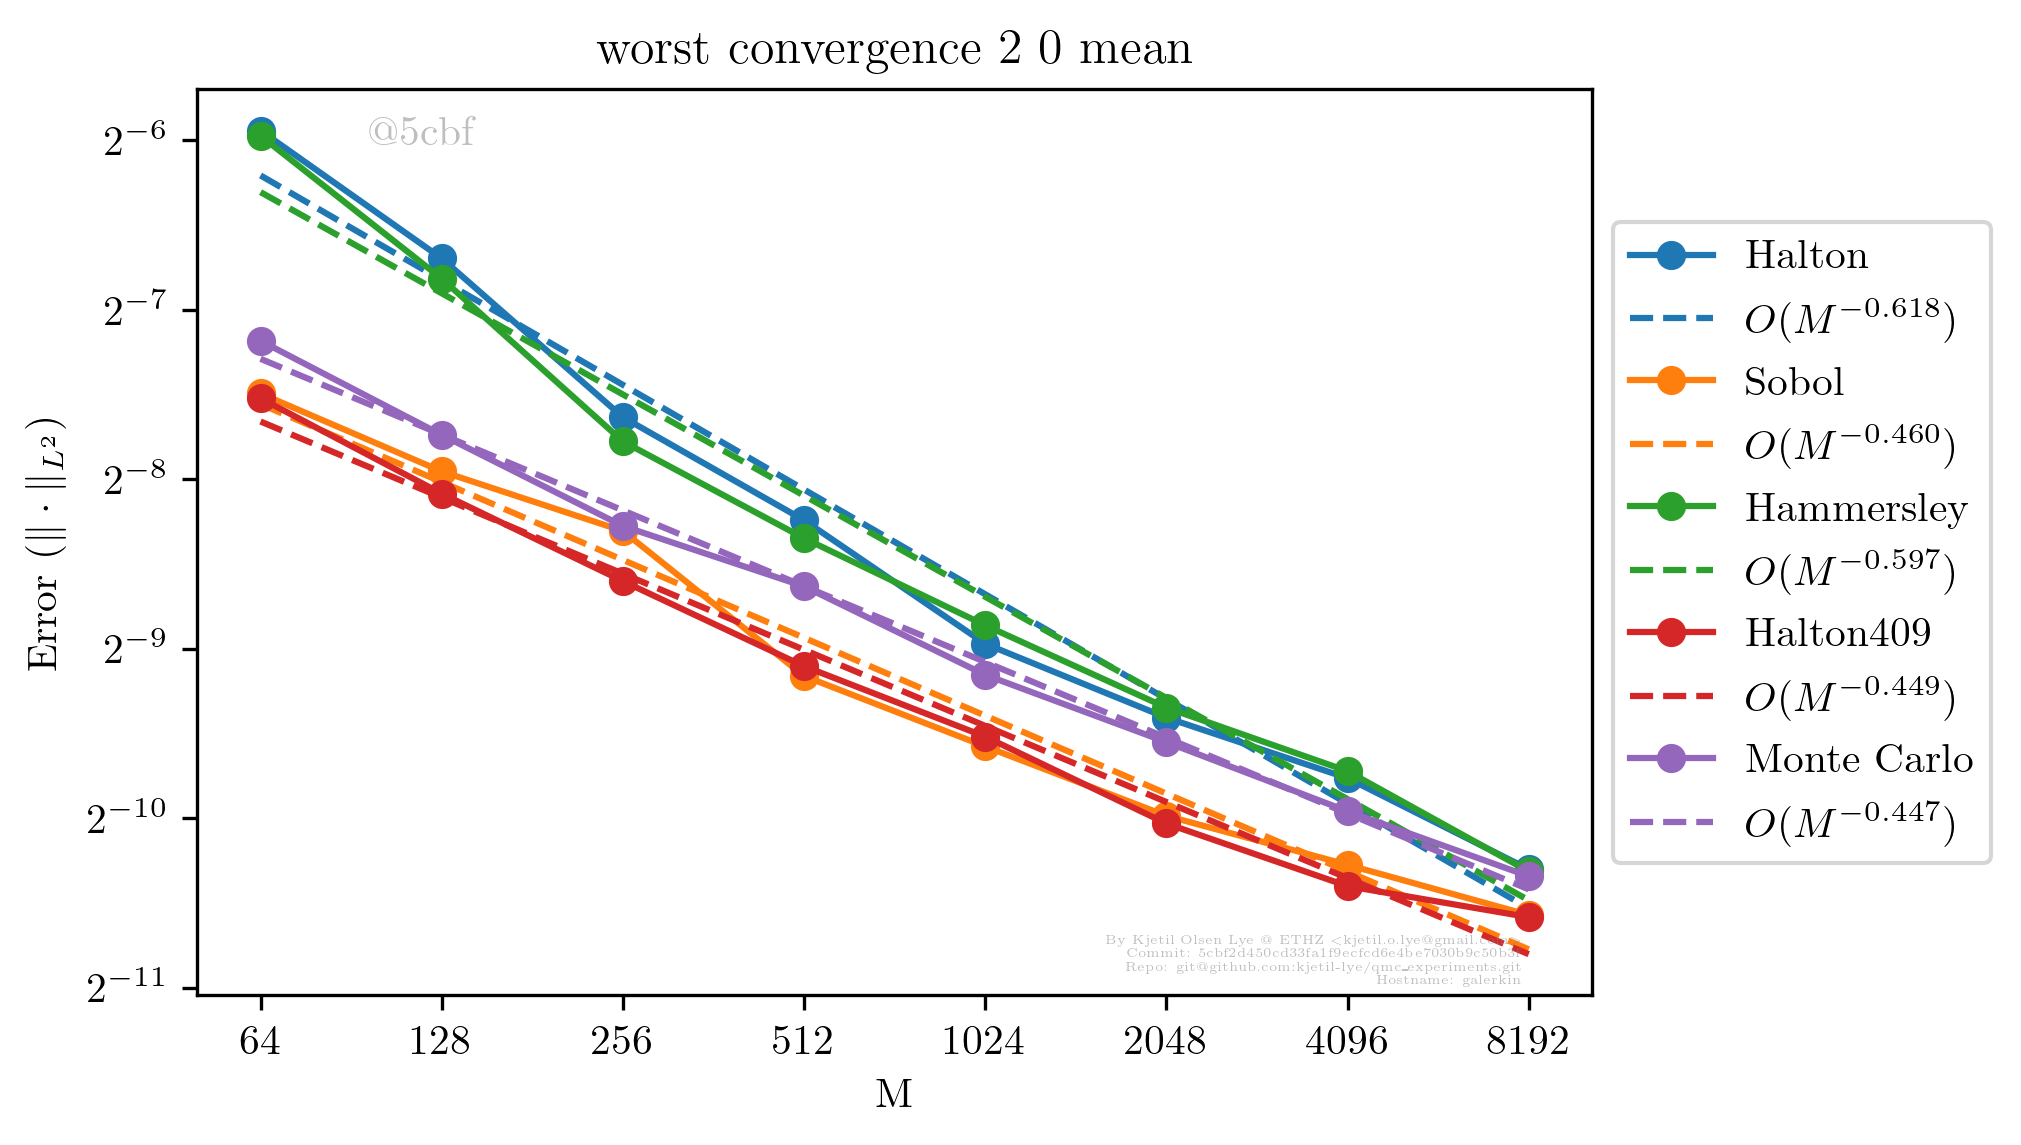 worst convergence 2 0 mean
@5cbf
2^{-6}
2^{-7}
2^{-8}
2^{-9}
2^{-10}
2^{-11}
Error (|| · ||_{L^2})
64 128 256 512 1024 2048 4096 8192
M
Halton
O(M^{-0.618})
Sobol
O(M^{-0.460})
Hammersley
O(M^{-0.597})
Halton409
O(M^{-0.449})
Monte Carlo
O(M^{-0.447})
By Kjetil Olsen Lye @ ETHZ
Commit:
Repo: git@github.com:kjetil-lye/qmc_experiments.git
Hostname: galerkin